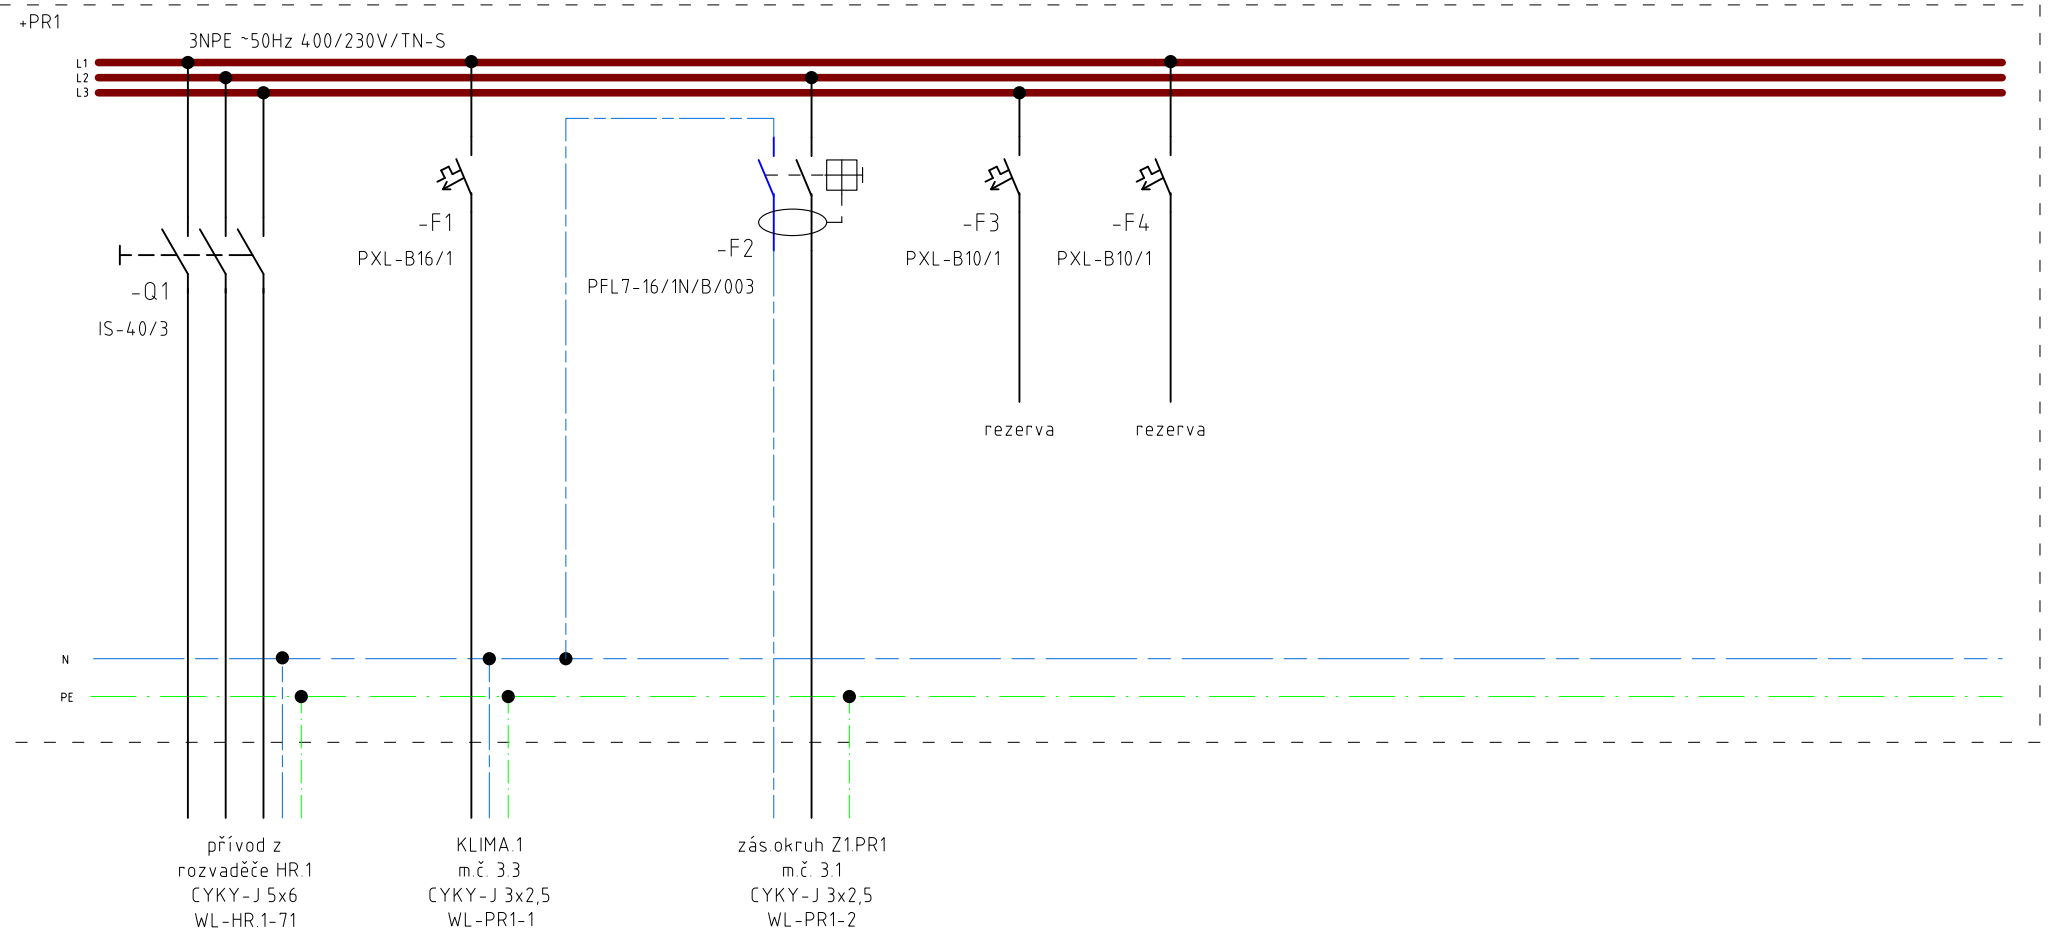 +PR1
3NPE ~50Hz 400/230V/TN-S
L1
L2
L3
-F1
PXL-B16/1
-F2
PFL7-16/1N/B/003
-F3
PXL-B10/1
-F4
PXL-B10/1
-Q1
IS-40/3
rezerva
rezerva
N
PE
přívod z
rozvaděče HR.1
CYKY-J 5x6
WL-HR.1-71
KLIMA.1
m.č. 3.3
CYKY-J 3x2,5
WL-PR1-1
zás.okruh Z1.PR1
m.č. 3.1
CYKY-J 3x2,5
WL-PR1-2